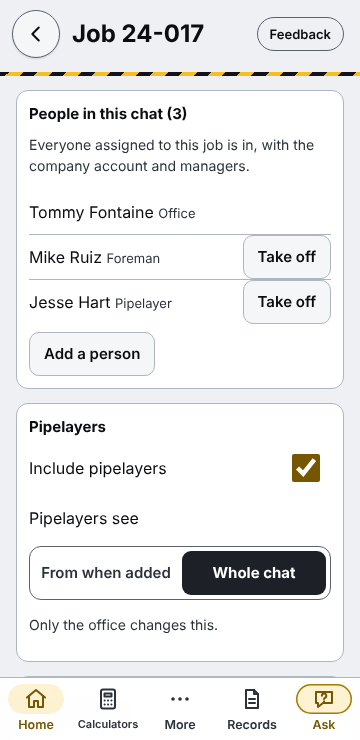 Job 24-017
Feedback
People in this chat (3)
Everyone assigned to this job is in, with the
company account and managers.
Tommy Fontaine Office
Mike Ruiz Foreman
Take off
Jesse Hart Pipelayer
Take off
Add a person
Pipelayers
Include pipelayers
Pipelayers see
From when added
Whole chat
Only the office changes this.
Home
Calculators
More
Records
Ask